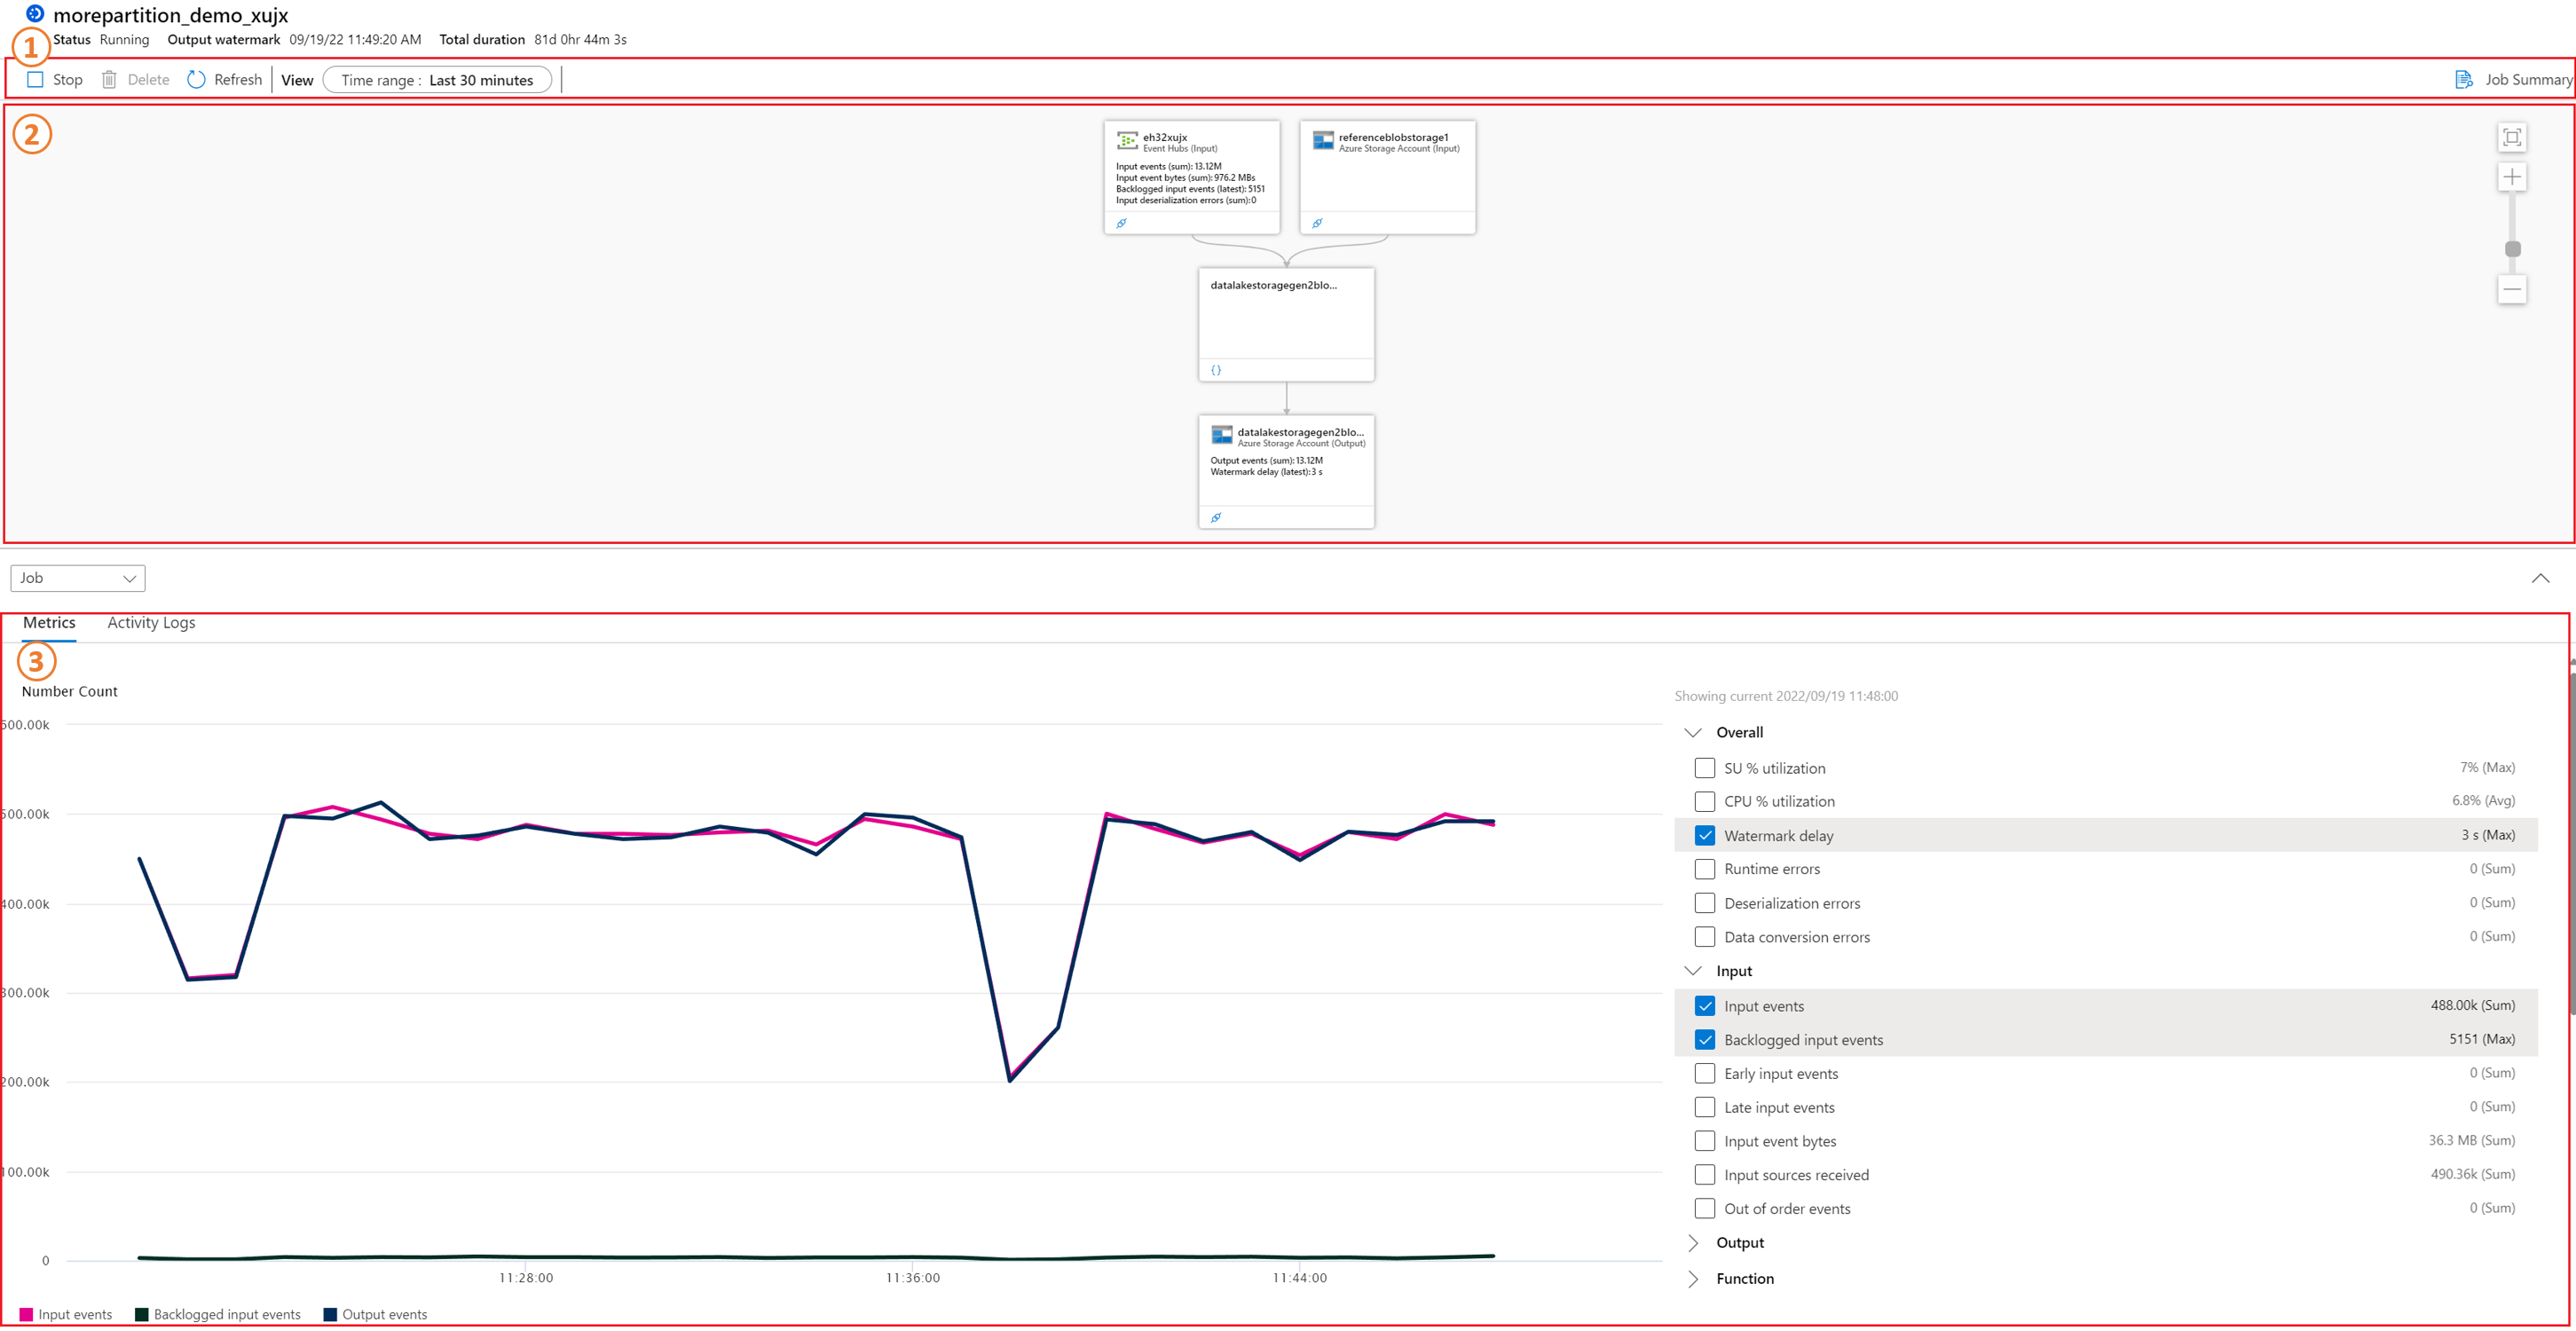 morepartition_demo_xujx
1
Status Running Output watermark 09/19/22 11:49:20 AM Total duration 81d 0hr 44m 3s
Stop Delete Refresh View Time range : Last 30 minutes Job Summary
2
eh32xujx
Event Hubs (Input)
Input events (sum): 13.12M
Input event bytes (sum): 976.2 MBs
Backlogged input events (latest): 5151
Input deserialization errors (sum):0
referenceblobstorage1
Azure Storage Account (Input)
datalakestoragegen2blo...
{}
datalakestoragegen2blo...
Azure Storage Account (Output)
Output events (sum):13.12M
Watermark delay (latest):3 s
Job
Metrics Activity Logs
3
Number Count
600.00k
500.00k
400.00k
300.00k
200.00k
100.00k
0
11:28:00 11:36:00 11:44:00
Input events Backlogged input events Output events
Showing current 2022/09/19 11:48:00
Overall
SU % utilization 7% (Max)
CPU % utilization 6.8% (Avg)
Watermark delay 3 s (Max)
Runtime errors 0 (Sum)
Deserialization errors 0 (Sum)
Data conversion errors 0 (Sum)
Input
Input events 488.00k (Sum)
Backlogged input events 5151 (Max)
Early input events 0 (Sum)
Late input events 0 (Sum)
Input event bytes 36.3 MB (Sum)
Input sources received 490.36k (Sum)
Out of order events 0 (Sum)
Output
Function